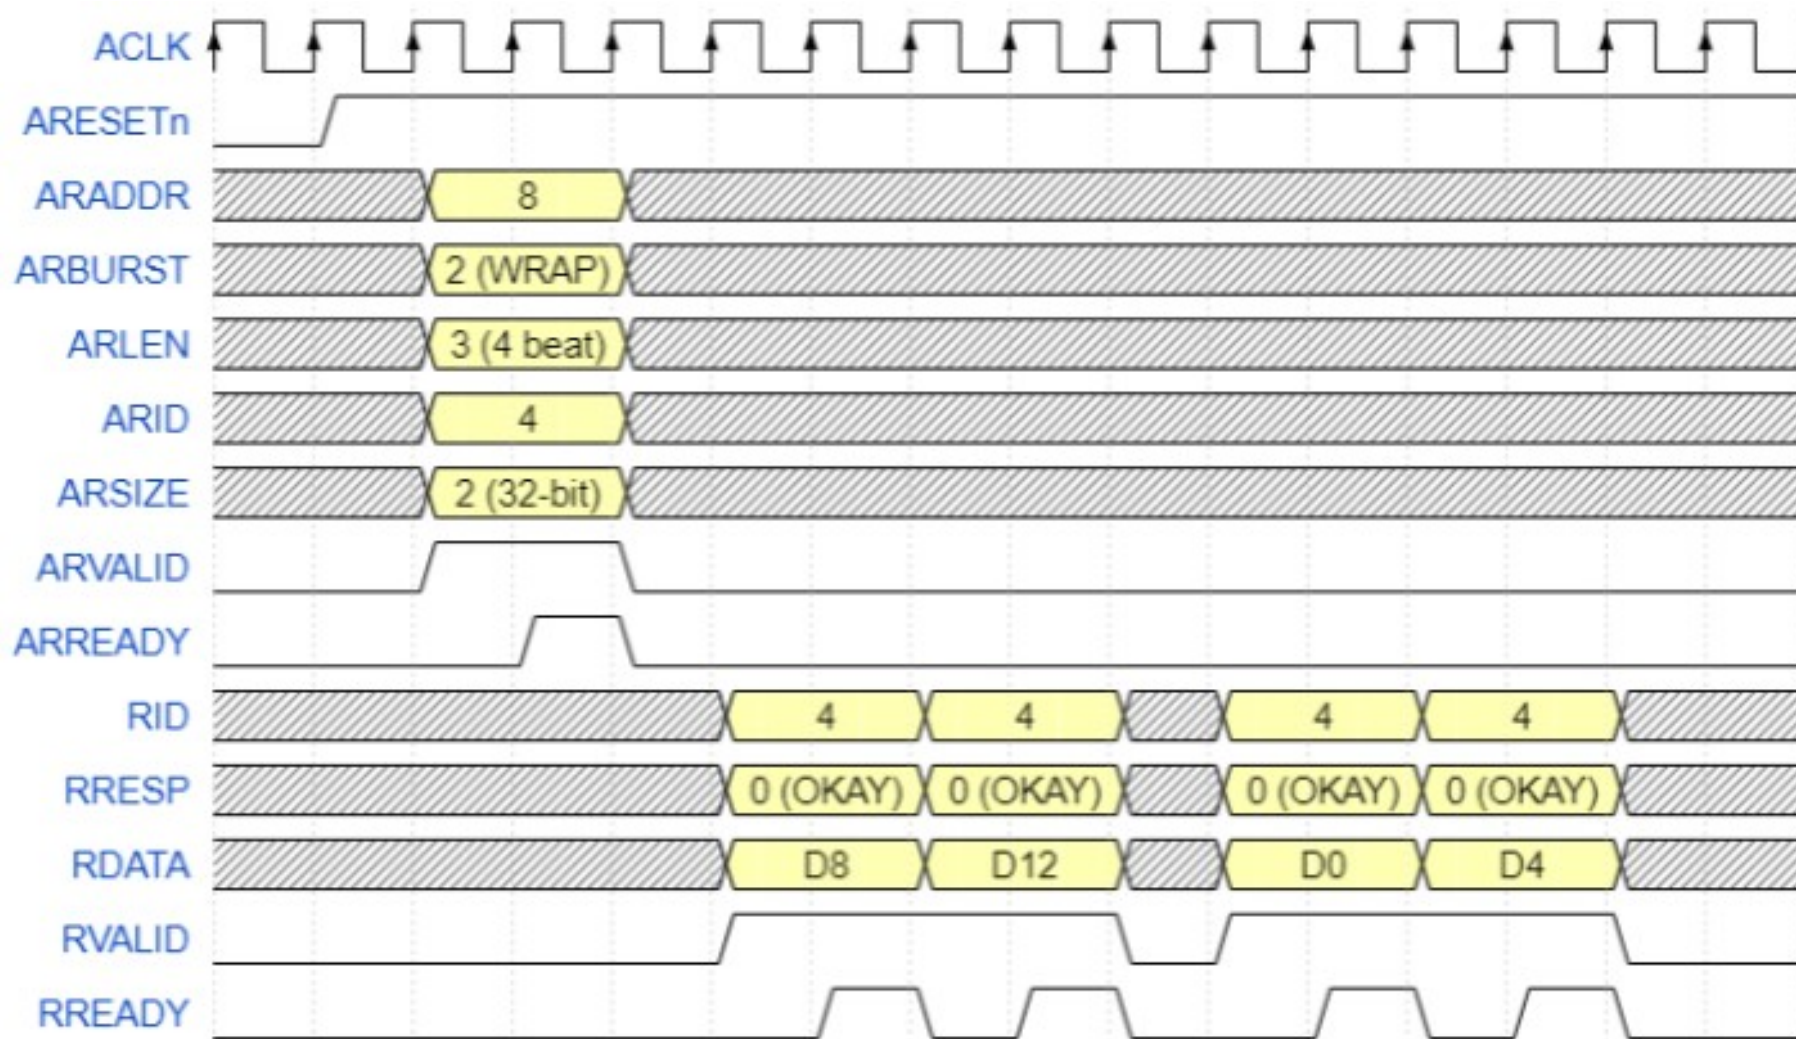 ACLK
ARESETn
ARADDR 8
ARBURST 2 (WRAP)
ARLEN 3 (4 beat)
ARID 4
ARSIZE 2 (32-bit)
ARVALID
ARREADY
RID 4 4 4 4
RRESP 0 (OKAY) 0 (OKAY) 0 (OKAY) 0 (OKAY)
RDATA D8 D12 D0 D4
RVALID
RREADY